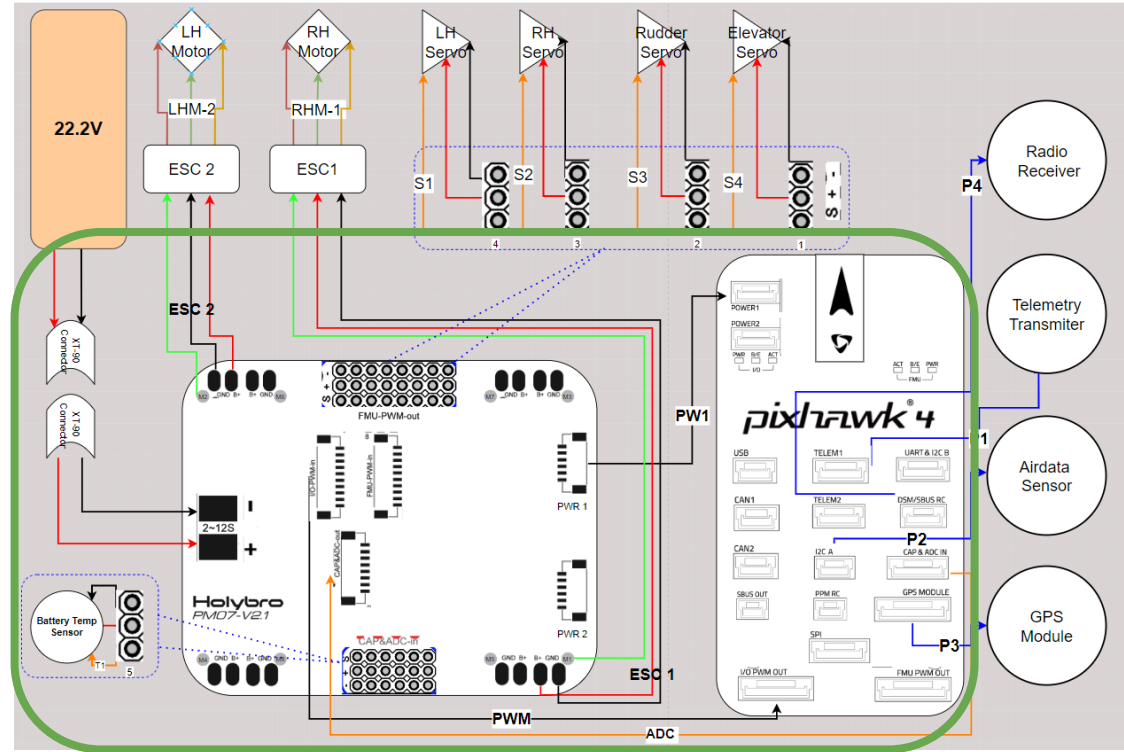 22.2V
LH
Motor
RH
Motor
LH
Servo
RH
Servo
Rudder
Servo
Elevator
Servo
LHM-2
RHM-1
ESC 2
ESC1
S1
S2
S3
S4
S + -
4
3
2
1
Radio
Receiver
P4
Telemetry
Transmiter
P1
Airdata
Sensor
P2
GPS
Module
P3
XT-90
Connector
XT-90
Connector
ESC 2
M2
GND B+
B+ GND
M7
GND B+
B+ GND
M3
S + -
FMU-PWM-out
I/O-PWM-in
FMU-PWM-in
CAP&ADC-out
PWR 1
PWR 2
-
2~12S
+
Holybro
PM07-V2.1
M4
GND B+
B+ GND
CAP&ADC-in
S + -
GND B+
B+ GND
M1
ESC 1
Battery Temp
Sensor
T1
5
PW1
PWM
ADC
POWER1
POWER2
PWR B/E ACT
I/O
ACT B/E PWR
FMU
pixhawk®4
USB
TELEM1
UART & I2C B
CAN1
TELEM2
DSM/SBUS RC
CAN2
I2C A
CAP & ADC IN
SBUS OUT
PPM RC
GPS MODULE
SPI
I/O PWM OUT
FMU PWM OUT